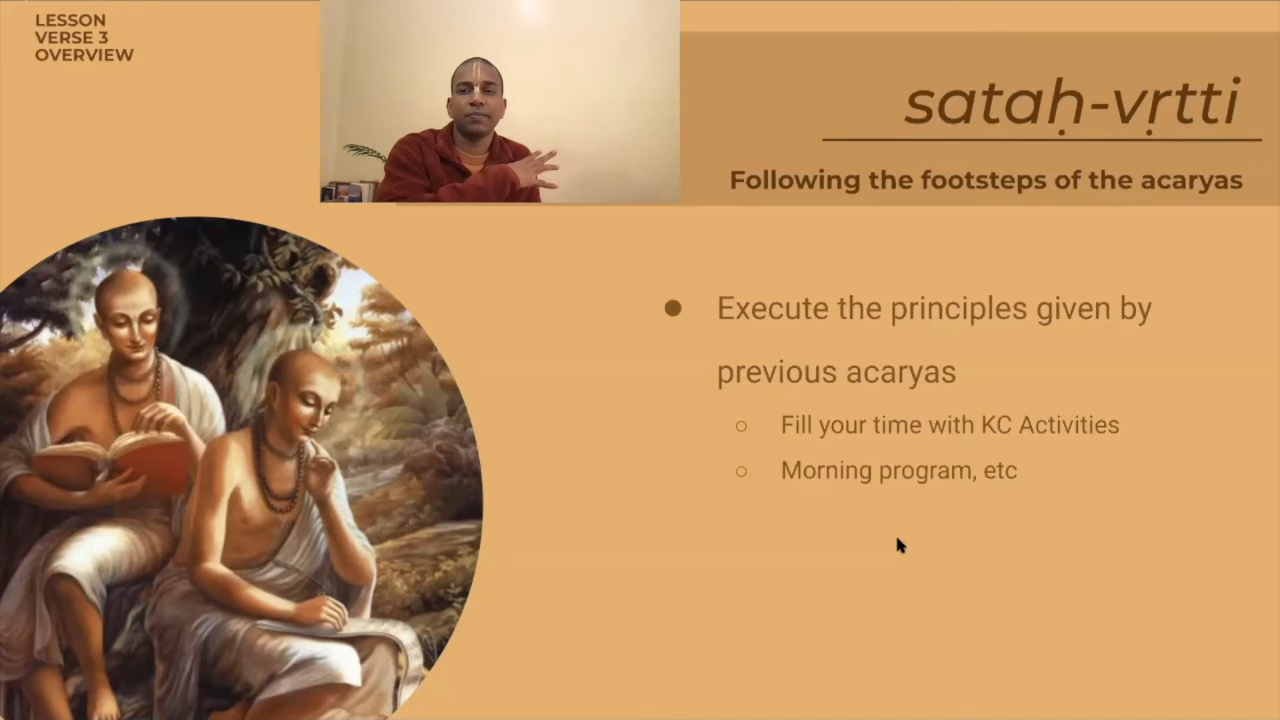 LESSON
VERSE 3
OVERVIEW
sataḥ-vṛtti
Following the footsteps of the acaryas
● Execute the principles given by
previous acaryas
○ Fill your time with KC Activities
○ Morning program, etc